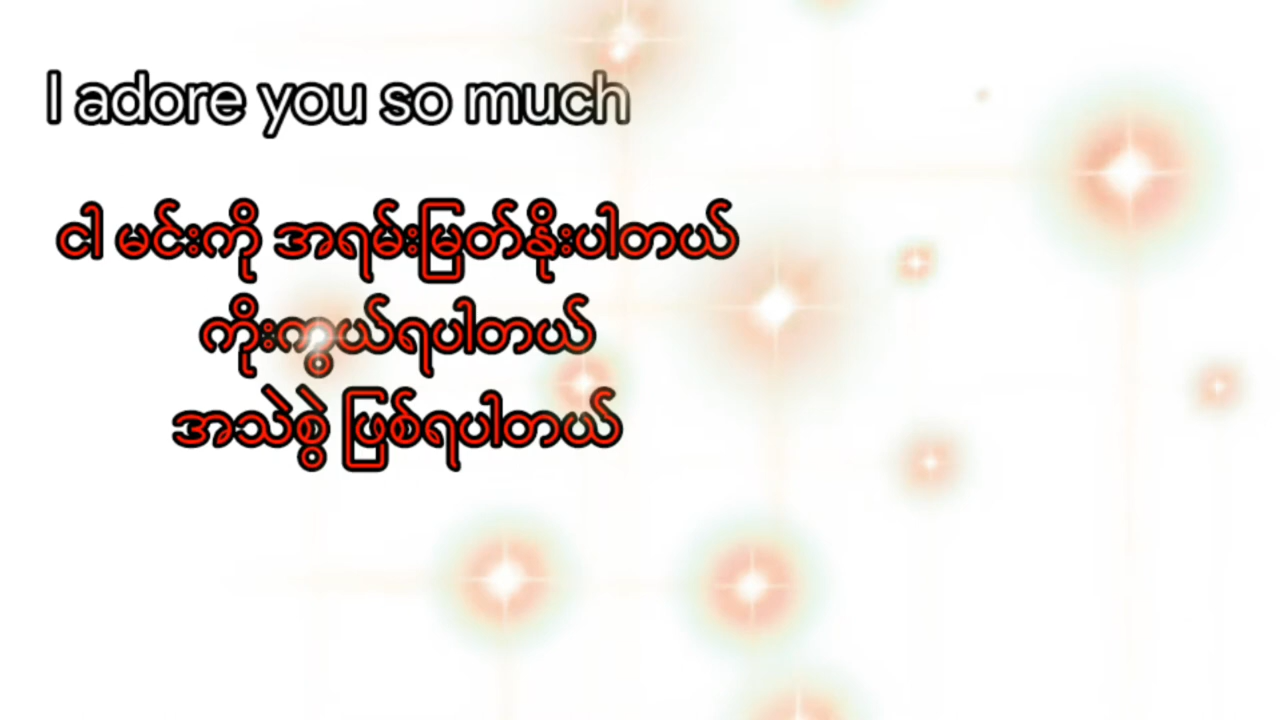 I adore you so much
ငါ မင်းကို အရမ်းမြတ်နိုးပါတယ်
ကိုးကွယ်ရပါတယ်
အသဲစွဲ ဖြစ်ရပါတယ်